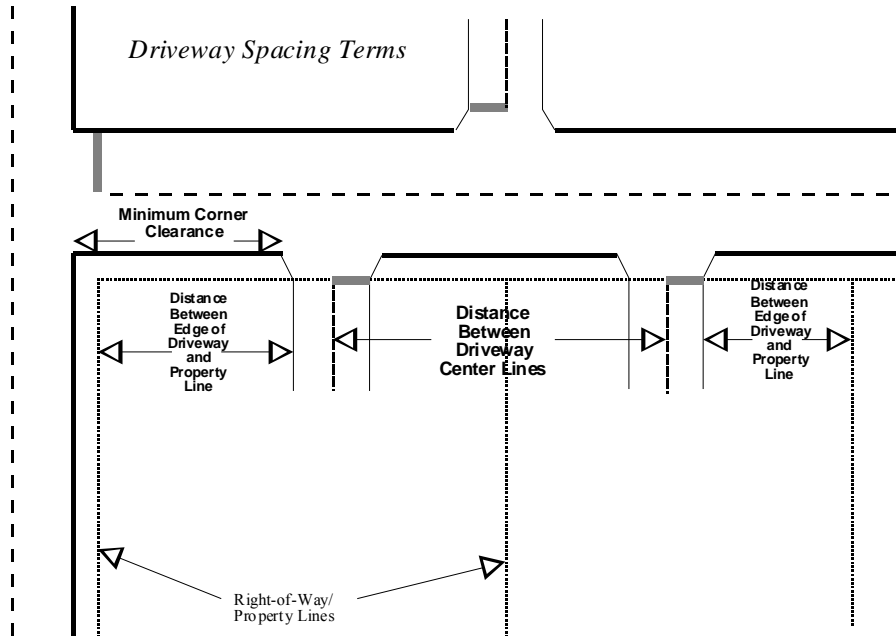 Driveway Spacing Terms
Minimum Corner
Clearance
Distance
Between
Edge of
Driveway
and
Property
Line
Distance
Between
Driveway
Center Lines
Distance
Between
Edge of
Driveway
and
Property
Line
Right-of-Way/
Property Lines